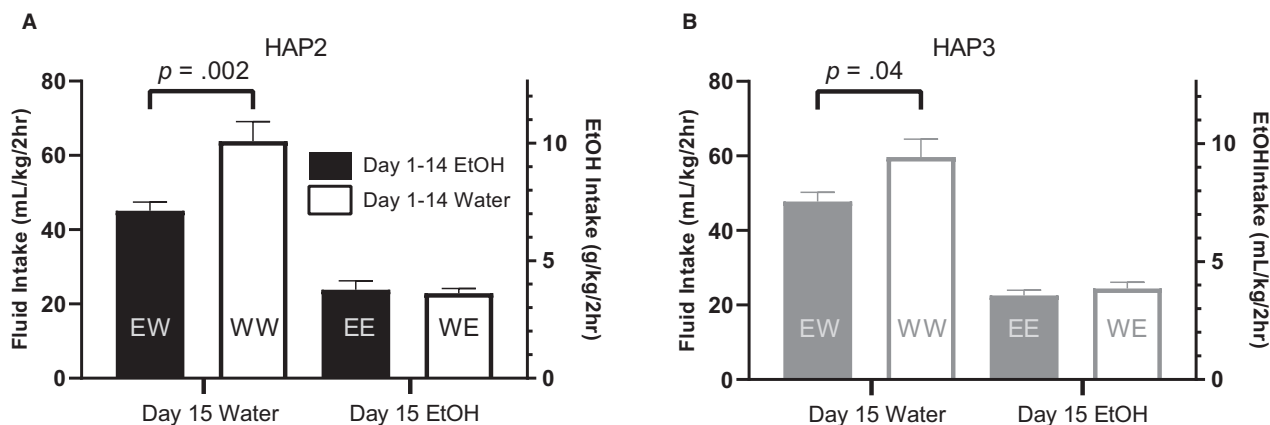 A
HAP2
p = .002
Fluid Intake (mL/kg/2hr)
80
60
40
20
0
EtOH Intake (g/kg/2hr)
10
5
0
Day 1-14 EtOH
Day 1-14 Water
EW
WW
EE
WE
Day 15 Water
Day 15 EtOH
B
HAP3
p = .04
Fluid Intake (mL/kg/2hr)
80
60
40
20
0
EtOHIntake (mL/kg/2hr)
10
5
0
EW
WW
EE
WE
Day 15 Water
Day 15 EtOH